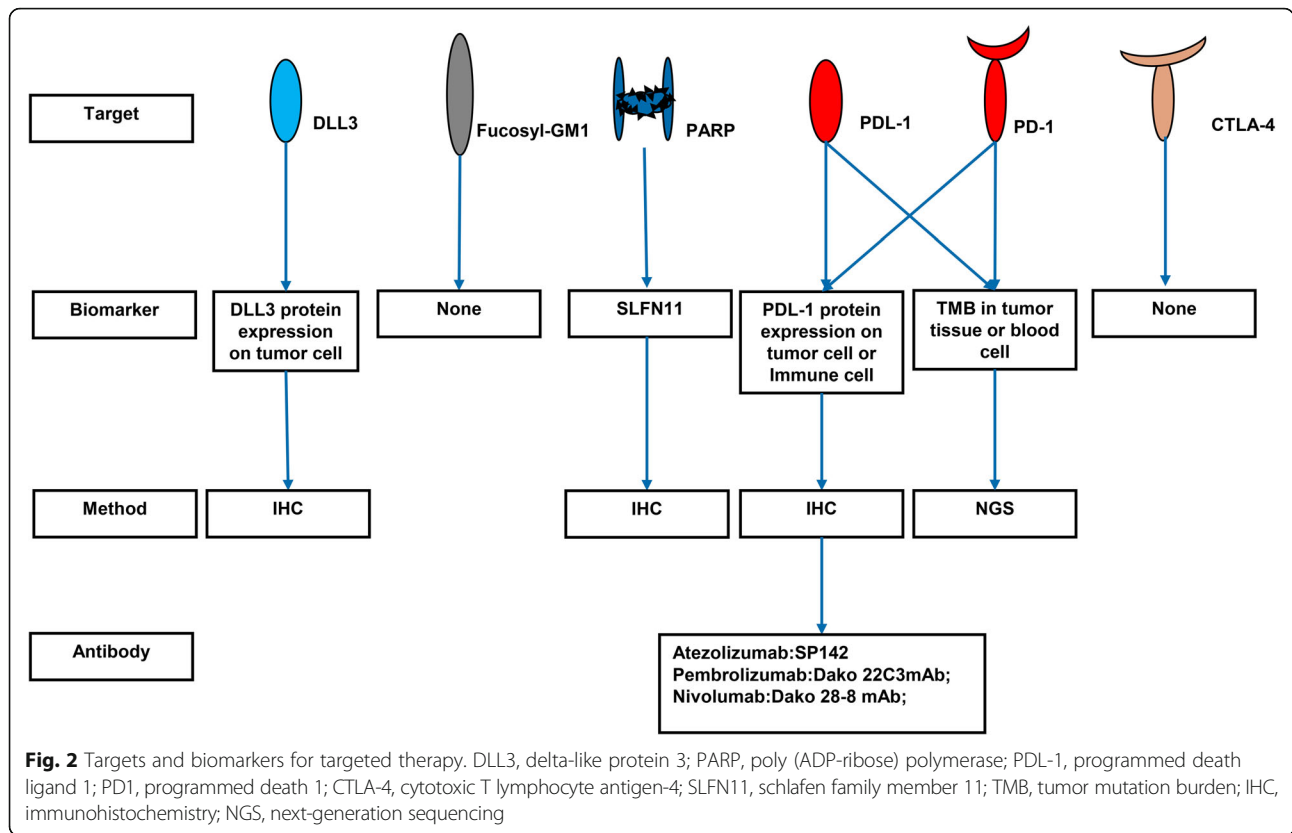 Target
DLL3
Fucosyl-GM1
PARP
PDL-1
PD-1
CTLA-4
Biomarker
DLL3 protein
expression
on tumor cell
None
SLFN11
PDL-1 protein
expression on
tumor cell or
Immune cell
TMB in tumor
tissue or blood
cell
None
Method
IHC
IHC
IHC
NGS
Antibody
Atezolizumab:SP142
Pembrolizumab:Dako 22C3mAb;
Nivolumab:Dako 28-8 mAb;
Fig. 2 Targets and biomarkers for targeted therapy. DLL3, delta-like protein 3; PARP, poly (ADP-ribose) polymerase; PDL-1, programmed death
ligand 1; PD1, programmed death 1; CTLA-4, cytotoxic T lymphocyte antigen-4; SLFN11, schlafen family member 11; TMB, tumor mutation burden; IHC,
immunohistochemistry; NGS, next-generation sequencing